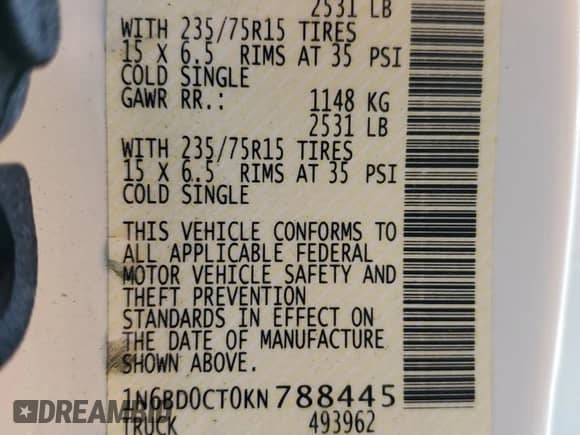 2531 LB
WITH 235/75R15 TIRES
15 X 6.5 RIMS AT 35 PSI
COLD SINGLE
GAWR RR.: 1148 KG
2531 LB
WITH 235/75R15 TIRES
15 X 6.5 RIMS AT 35 PSI
COLD SINGLE
THIS VEHICLE CONFORMS TO
ALL APPLICABLE FEDERAL
MOTOR VEHICLE SAFETY AND
THEFT PREVENTION
STANDARDS IN EFFECT ON
THE DATE OF MANUFACTURE
SHOWN ABOVE.
1N6BD0CT0KN788445
TRUCK 493962
DREAMBID